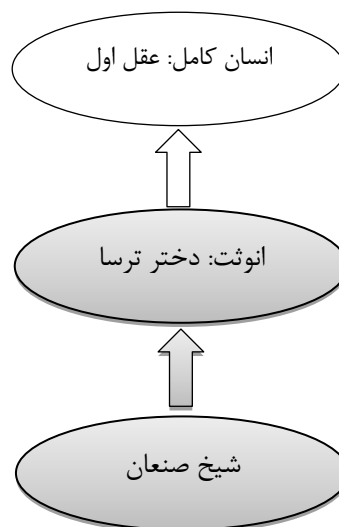 انسان کامل: عقل اول
انوثت: دختر ترسا
شیخ صنعان